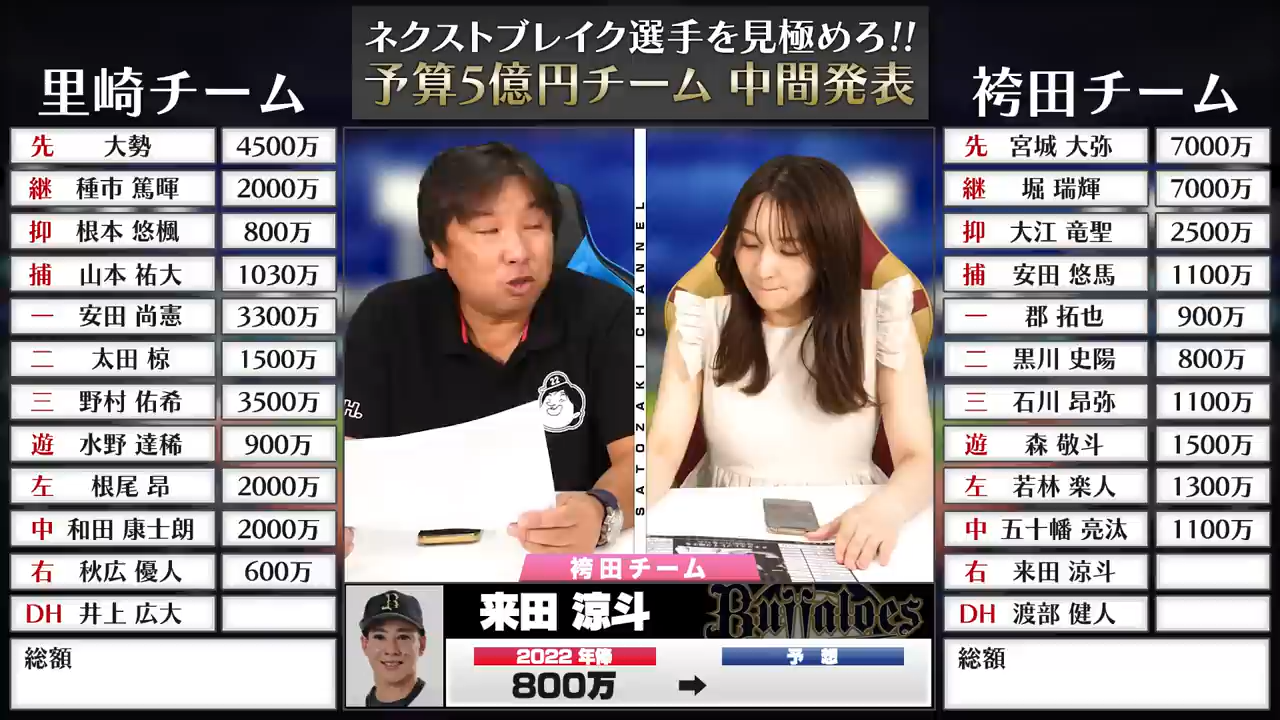 ネクストブレイク選手を見極めろ!!
予算5億円チーム 中間発表
里崎チーム
先 大勢 4500万
継 種市 篤暉 2000万
抑 根本 悠楓 800万
捕 山本 祐大 1030万
一 安田 尚憲 3300万
二 太田 椋 1500万
三 野村 佑希 3500万
遊 水野 達稀 900万
左 根尾 昂 2000万
中 和田 康士朗 2000万
右 秋広 優人 600万
DH 井上 広大
総額
袴田チーム
先 宮城 大弥 7000万
継 堀 瑞輝 7000万
抑 大江 竜聖 2500万
捕 安田 悠馬 1100万
一 郡 拓也 900万
二 黒川 史陽 800万
三 石川 昂弥 1100万
遊 森 敬斗 1500万
左 若林 楽人 1300万
中 五十幡 亮汰 1100万
右 来田 涼斗
DH 渡部 健人
総額
SATOZAKI CHANNEL
22
H.
袴田チーム
B
来田 涼斗
Buffaloes
2022 年俸
予 想
800万 ➡